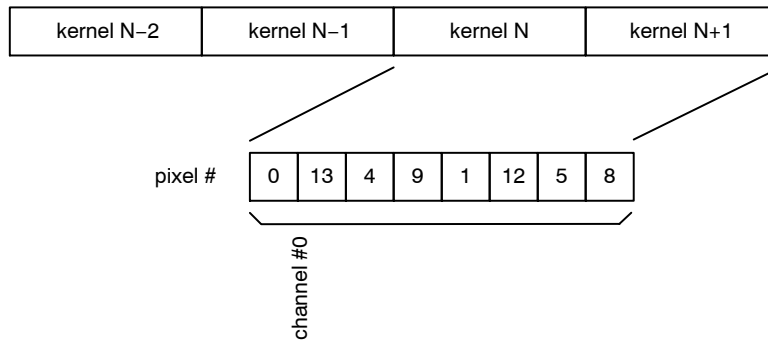 kernel N−2 kernel N−1 kernel N kernel N+1
pixel # 0 13 4 9 1 12 5 8
channel #0